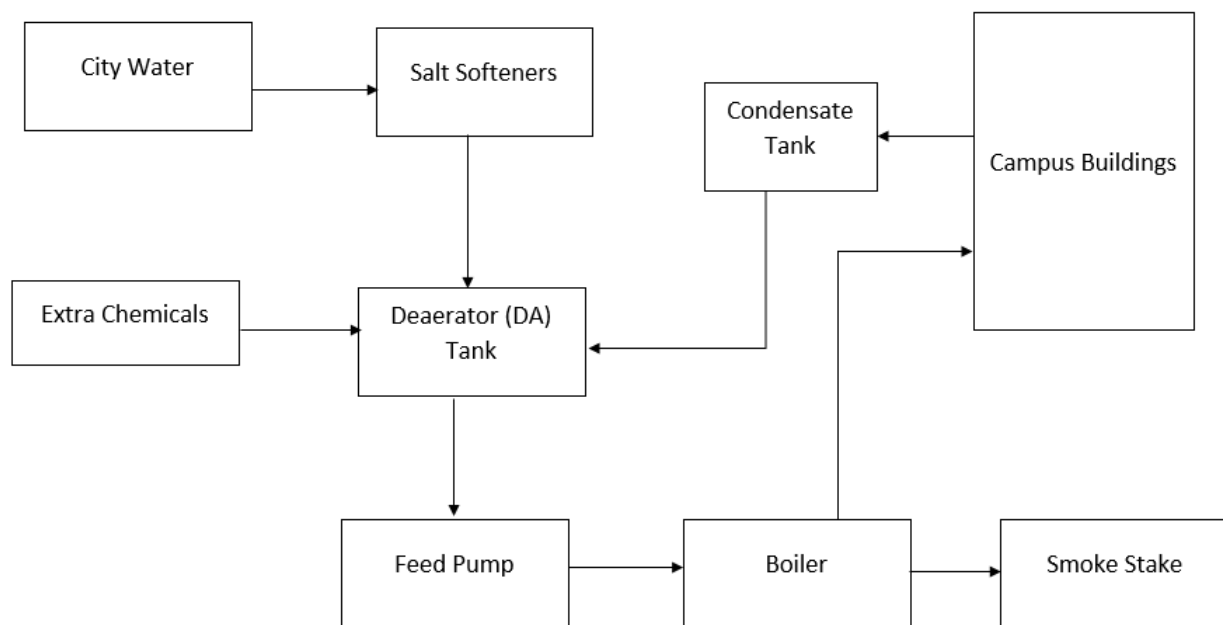 City Water
Salt Softeners
Condensate
Tank
Campus Buildings
Extra Chemicals
Deaerator (DA)
Tank
Feed Pump
Boiler
Smoke Stake